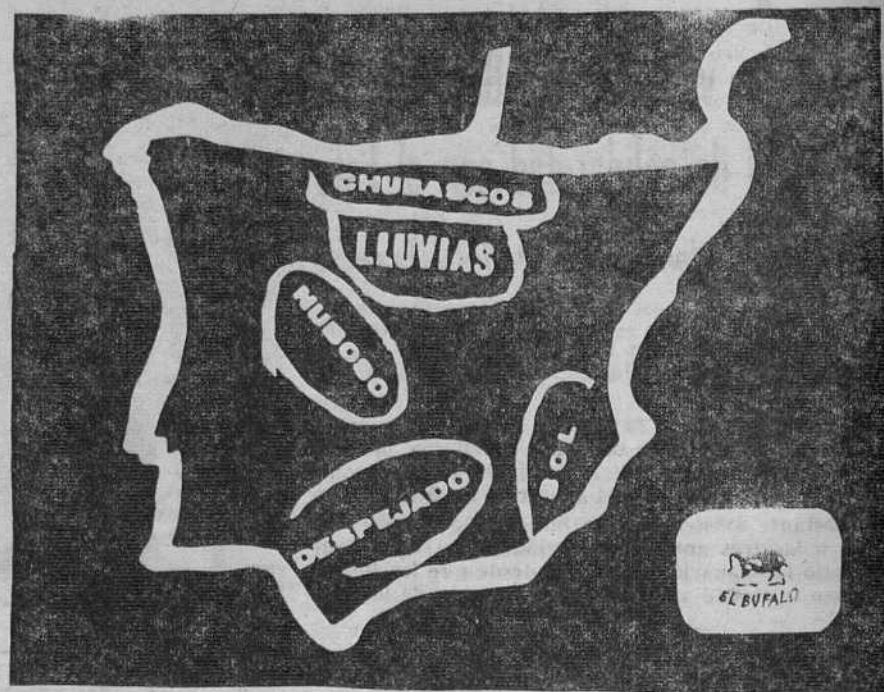 CHUBASCOS
LLUVIAS
NUBOSO
SOL
DESPEJADO
EL BUFALO